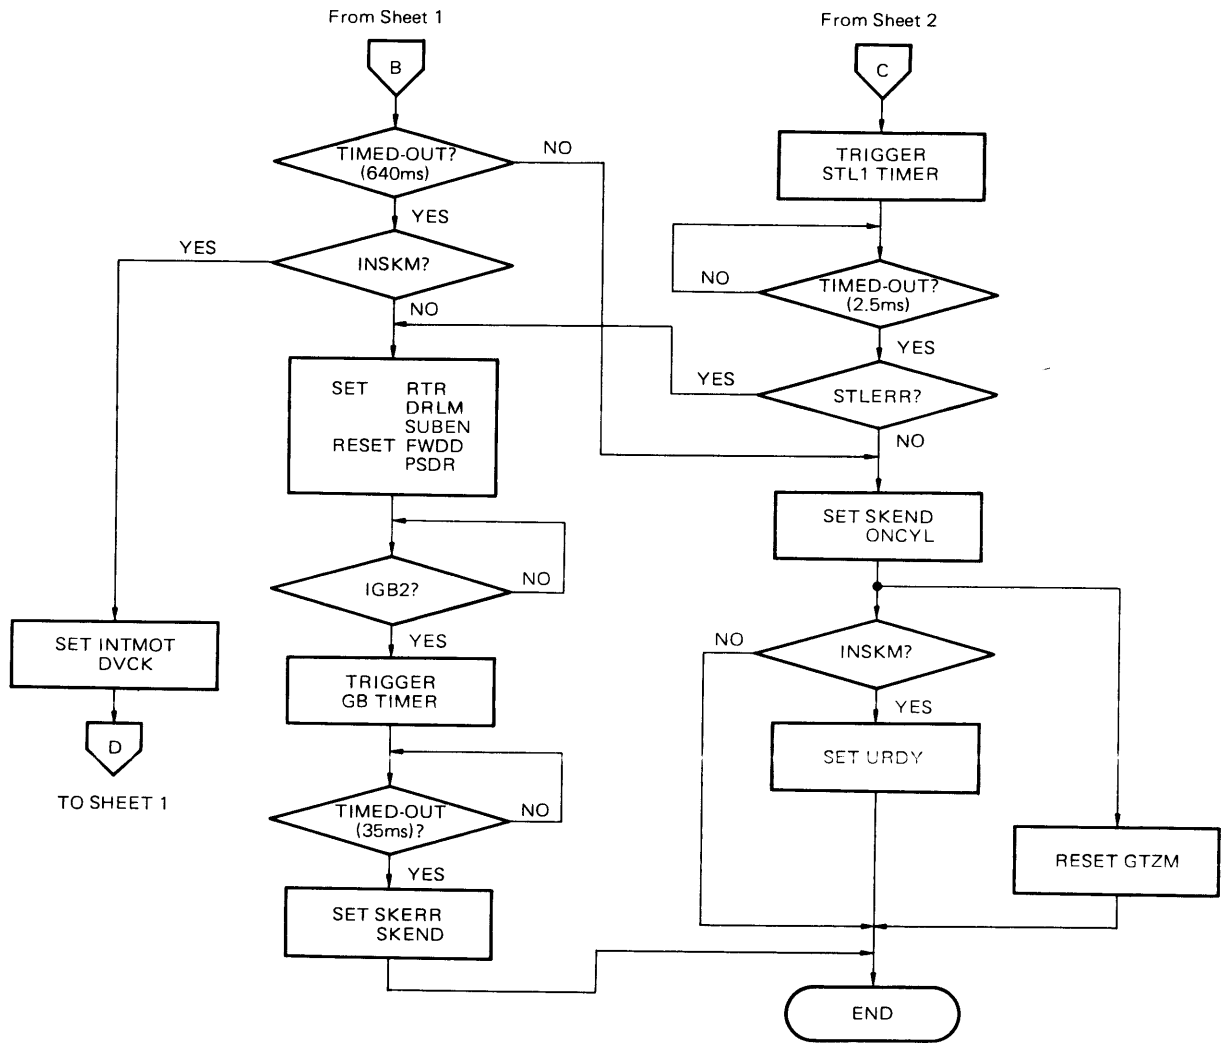 From Sheet 1
From Sheet 2
B
C
TIMED-OUT?
(640ms)
NO
TRIGGER
STL1 TIMER
YES
YES
INSKM?
NO
TIMED-OUT?
(2.5ms)
NO
YES
YES
STLERR?
SET RTR
DRLM
SUBEN
RESET FWDD
PSDR
NO
SET SKEND
ONCYL
IGB2?
NO
YES
SET INTMOT
DVCK
NO
INSKM?
TRIGGER
GB TIMER
YES
D
SET URDY
TO SHEET 1
TIMED-OUT
(35ms)?
NO
YES
RESET GTZM
SET SKERR
SKEND
END